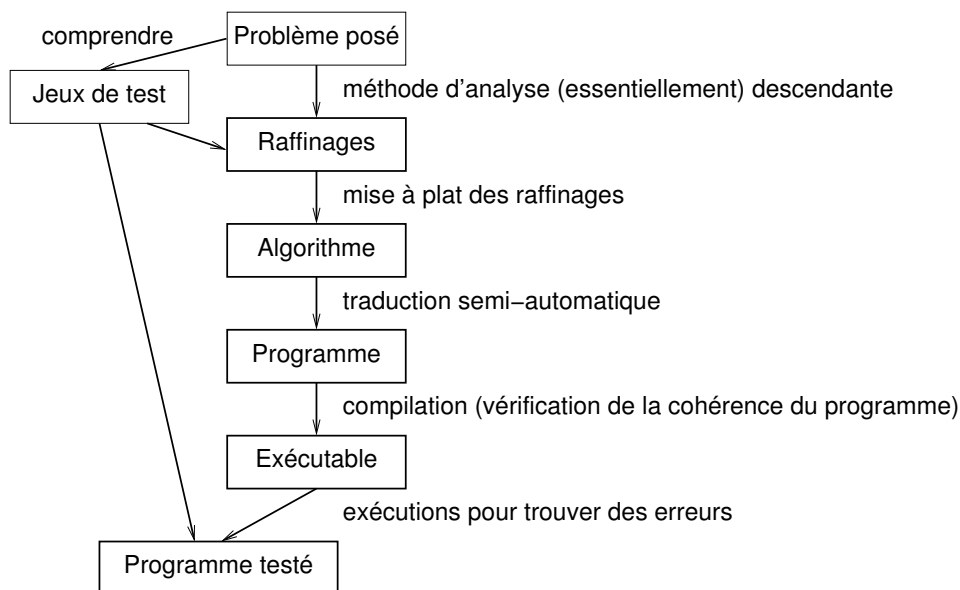 comprendre
Problème posé
Jeux de test
méthode d'analyse (essentiellement) descendante
Raffinages
mise à plat des raffinages
Algorithme
traduction semi−automatique
Programme
compilation (vérification de la cohérence du programme)
Exécutable
exécutions pour trouver des erreurs
Programme testé